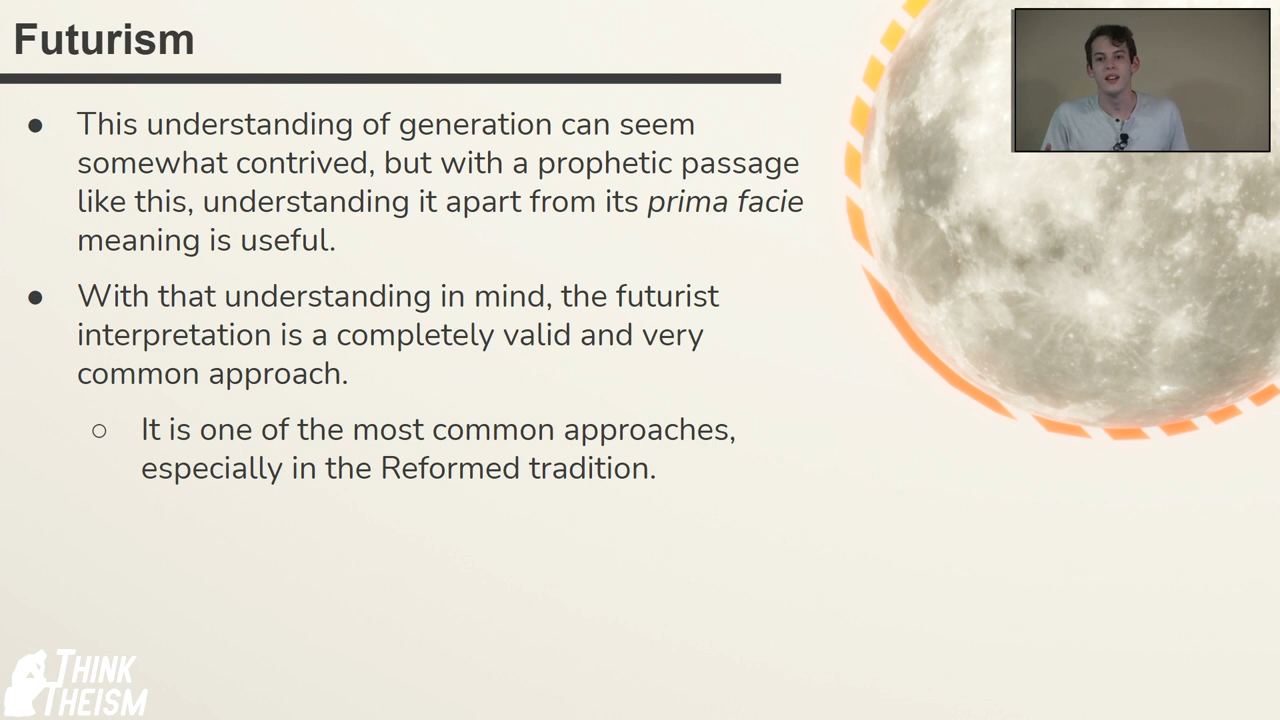 Futurism
● This understanding of generation can seem
somewhat contrived, but with a prophetic passage
like this, understanding it apart from its prima facie
meaning is useful.
● With that understanding in mind, the futurist
interpretation is a completely valid and very
common approach.
○ It is one of the most common approaches,
especially in the Reformed tradition.
THINK
THEISM